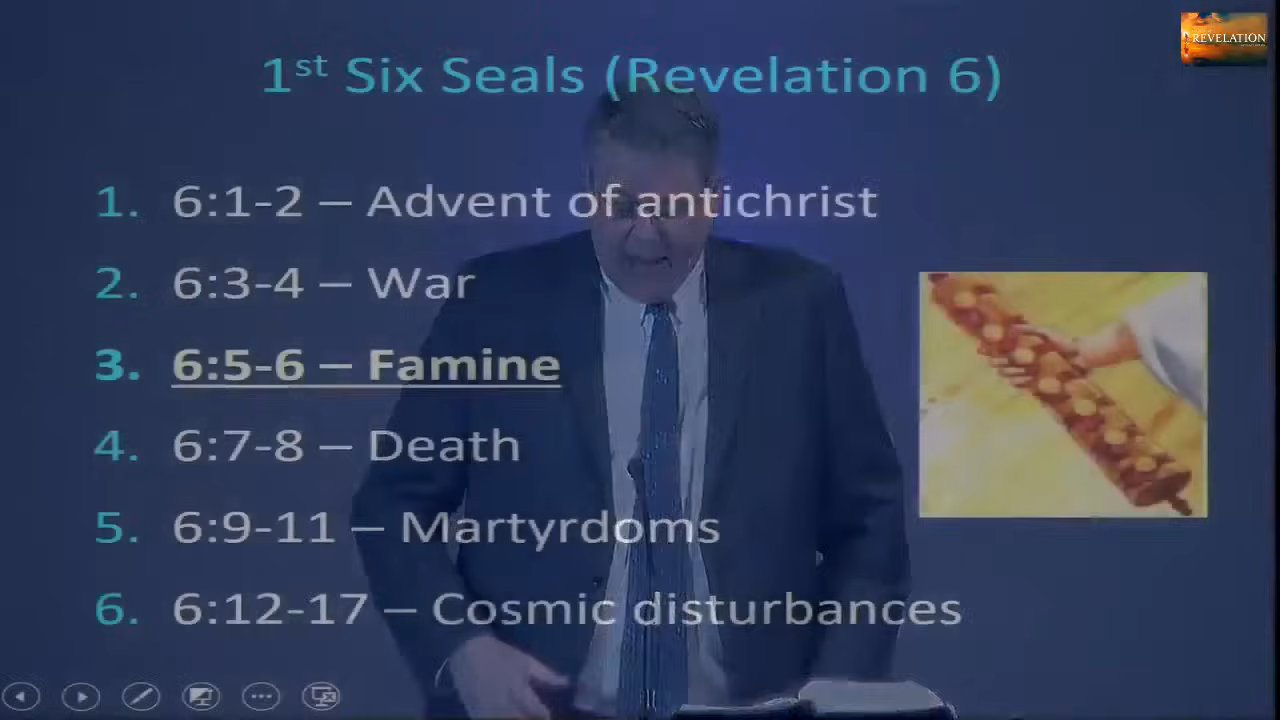 REVELATION
1st Six Seals (Revelation 6)
1. 6:1-2 – Advent of antichrist
2. 6:3-4 – War
3. 6:5-6 – Famine
4. 6:7-8 – Death
5. 6:9-11 – Martyrdoms
6. 6:12-17 – Cosmic disturbances